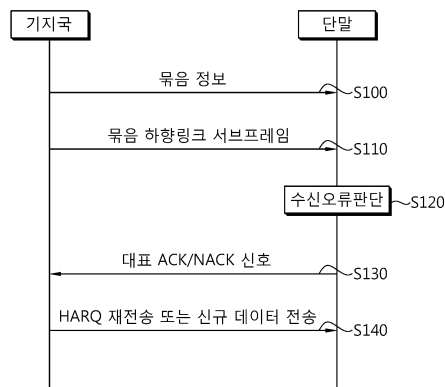 기지국
단말
묶음 정보
S100
묶음 하향링크 서브프레임
S110
수신오류판단
S120
대표 ACK/NACK 신호
S130
HARQ 재전송 또는 신규 데이터 전송
S140